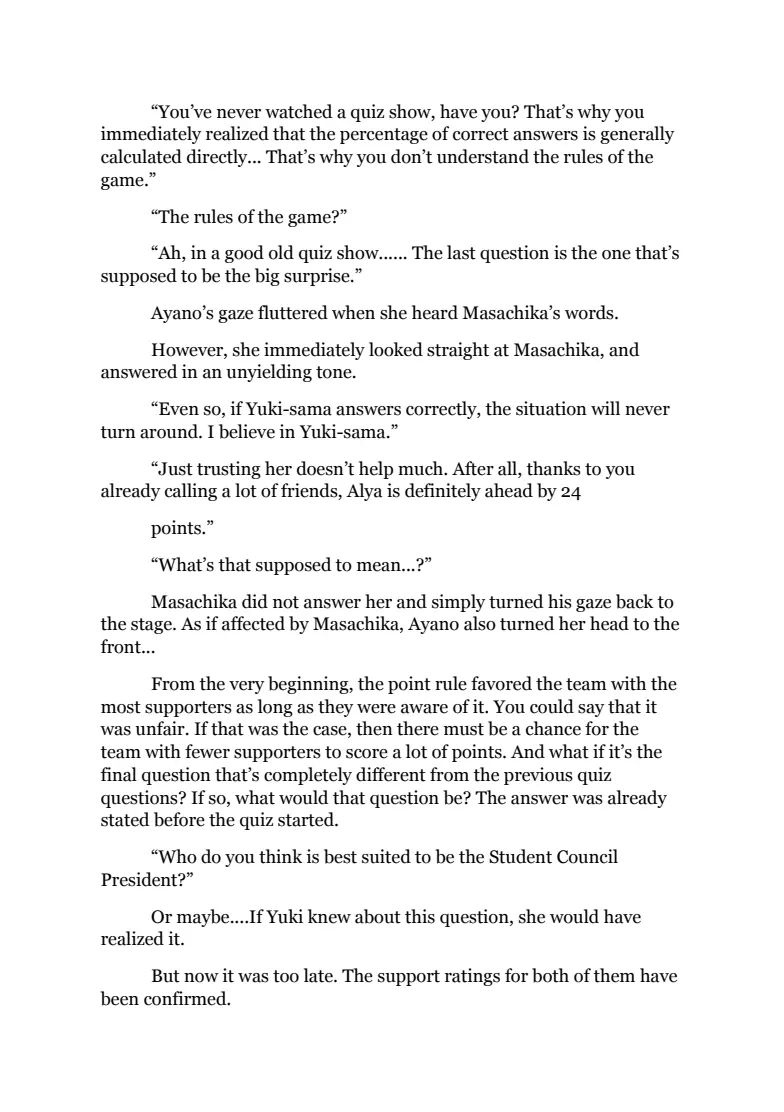 “You’ve never watched a quiz show, have you? That’s why you
immediately realized that the percentage of correct answers is generally
calculated directly... That’s why you don’t understand the rules of the
game.”
“The rules of the game?”
“Ah, in a good old quiz show...... The last question is the one that’s
supposed to be the big surprise.”
Ayano’s gaze fluttered when she heard Masachika’s words.
However, she immediately looked straight at Masachika, and
answered in an unyielding tone.
“Even so, if Yuki-sama answers correctly, the situation will never
turn around. I believe in Yuki-sama.”
“Just trusting her doesn’t help much. After all, thanks to you
already calling a lot of friends, Alya is definitely ahead by 24
points.”
“What’s that supposed to mean...?”
Masachika did not answer her and simply turned his gaze back to
the stage. As if affected by Masachika, Ayano also turned her head to the
front...
From the very beginning, the point rule favored the team with the
most supporters as long as they were aware of it. You could say that it
was unfair. If that was the case, then there must be a chance for the
team with fewer supporters to score a lot of points. And what if it’s the
final question that’s completely different from the previous quiz
questions? If so, what would that question be? The answer was already
stated before the quiz started.
“Who do you think is best suited to be the Student Council
President?”
Or maybe....If Yuki knew about this question, she would have
realized it.
But now it was too late. The support ratings for both of them have
been confirmed.